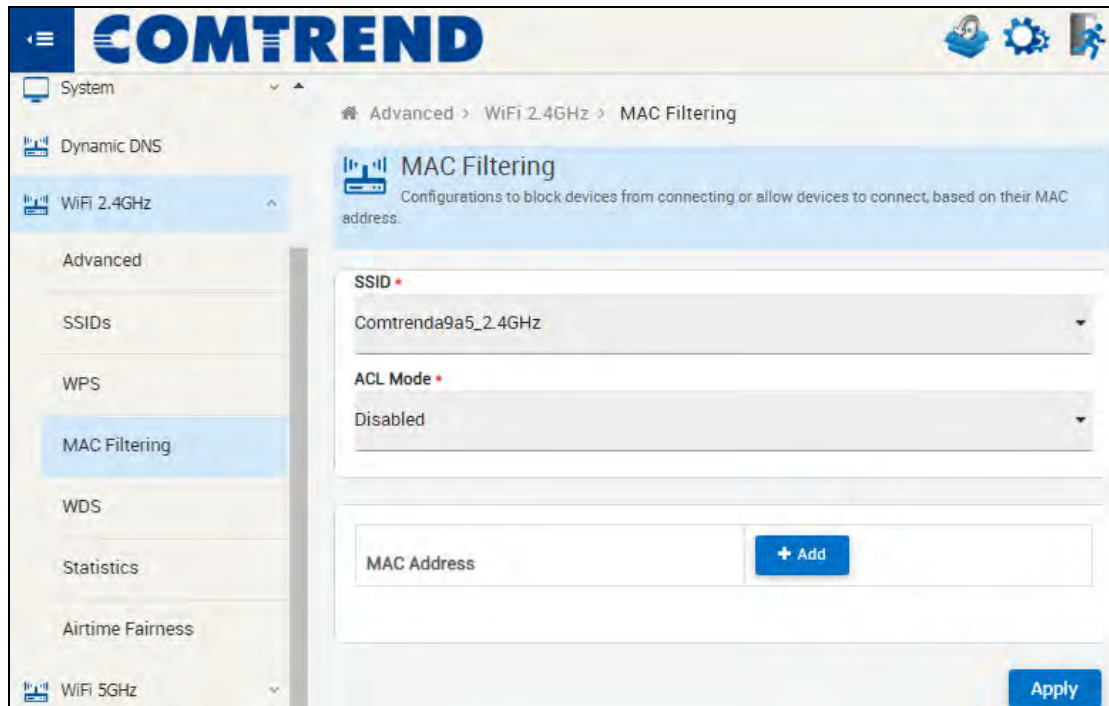 COMTREND
System
Dynamic DNS
WiFi 2.4GHz
Advanced
SSIDs
WPS
MAC Filtering
WDS
Statistics
Airtime Fairness
WiFi 5GHz
Advanced > WiFi 2.4GHz > MAC Filtering
MAC Filtering
Configurations to block devices from connecting or allow devices to connect, based on their MAC
address.
SSID *
Comtrenda9a5_2.4GHz
ACL Mode *
Disabled
MAC Address
+ Add
Apply